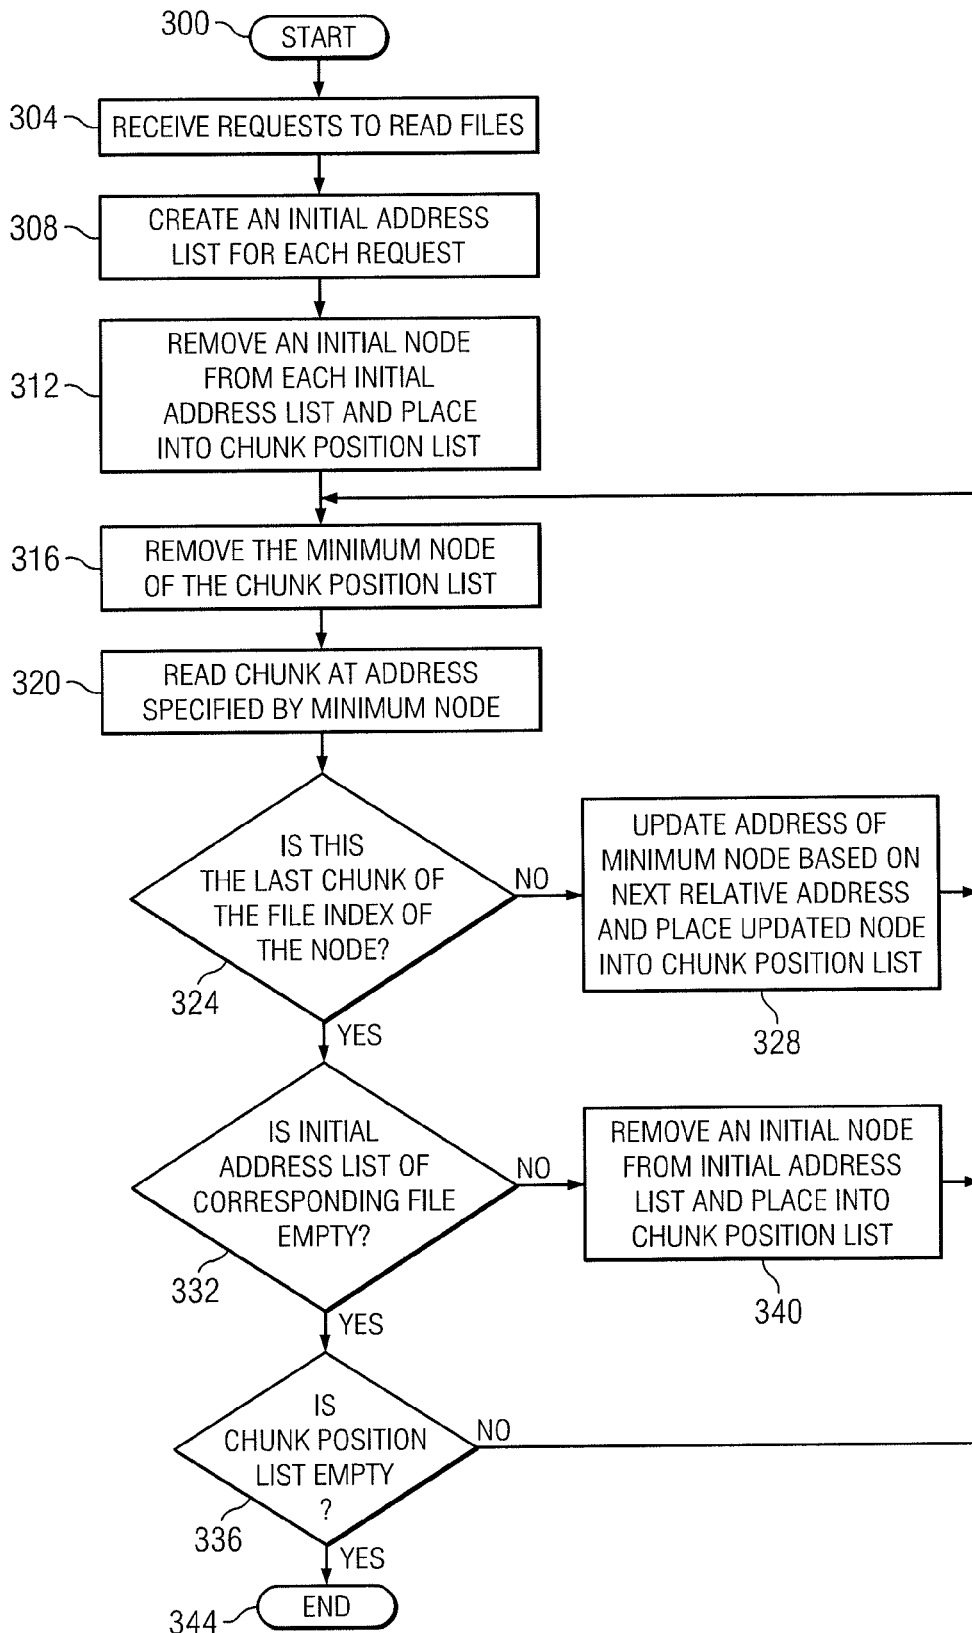 300
START
304
RECEIVE REQUESTS TO READ FILES
308
CREATE AN INITIAL ADDRESS
LIST FOR EACH REQUEST
312
REMOVE AN INITIAL NODE
FROM EACH INITIAL
ADDRESS LIST AND PLACE
INTO CHUNK POSITION LIST
316
REMOVE THE MINIMUM NODE
OF THE CHUNK POSITION LIST
320
READ CHUNK AT ADDRESS
SPECIFIED BY MINIMUM NODE
IS THIS
THE LAST CHUNK OF
THE FILE INDEX OF
THE NODE?
324
NO
UPDATE ADDRESS OF
MINIMUM NODE BASED ON
NEXT RELATIVE ADDRESS
AND PLACE UPDATED NODE
INTO CHUNK POSITION LIST
328
YES
IS INITIAL
ADDRESS LIST OF
CORRESPONDING FILE
EMPTY?
332
NO
REMOVE AN INITIAL NODE
FROM INITIAL ADDRESS
LIST AND PLACE INTO
CHUNK POSITION LIST
340
YES
IS
CHUNK POSITION
LIST EMPTY
?
336
NO
YES
END
344